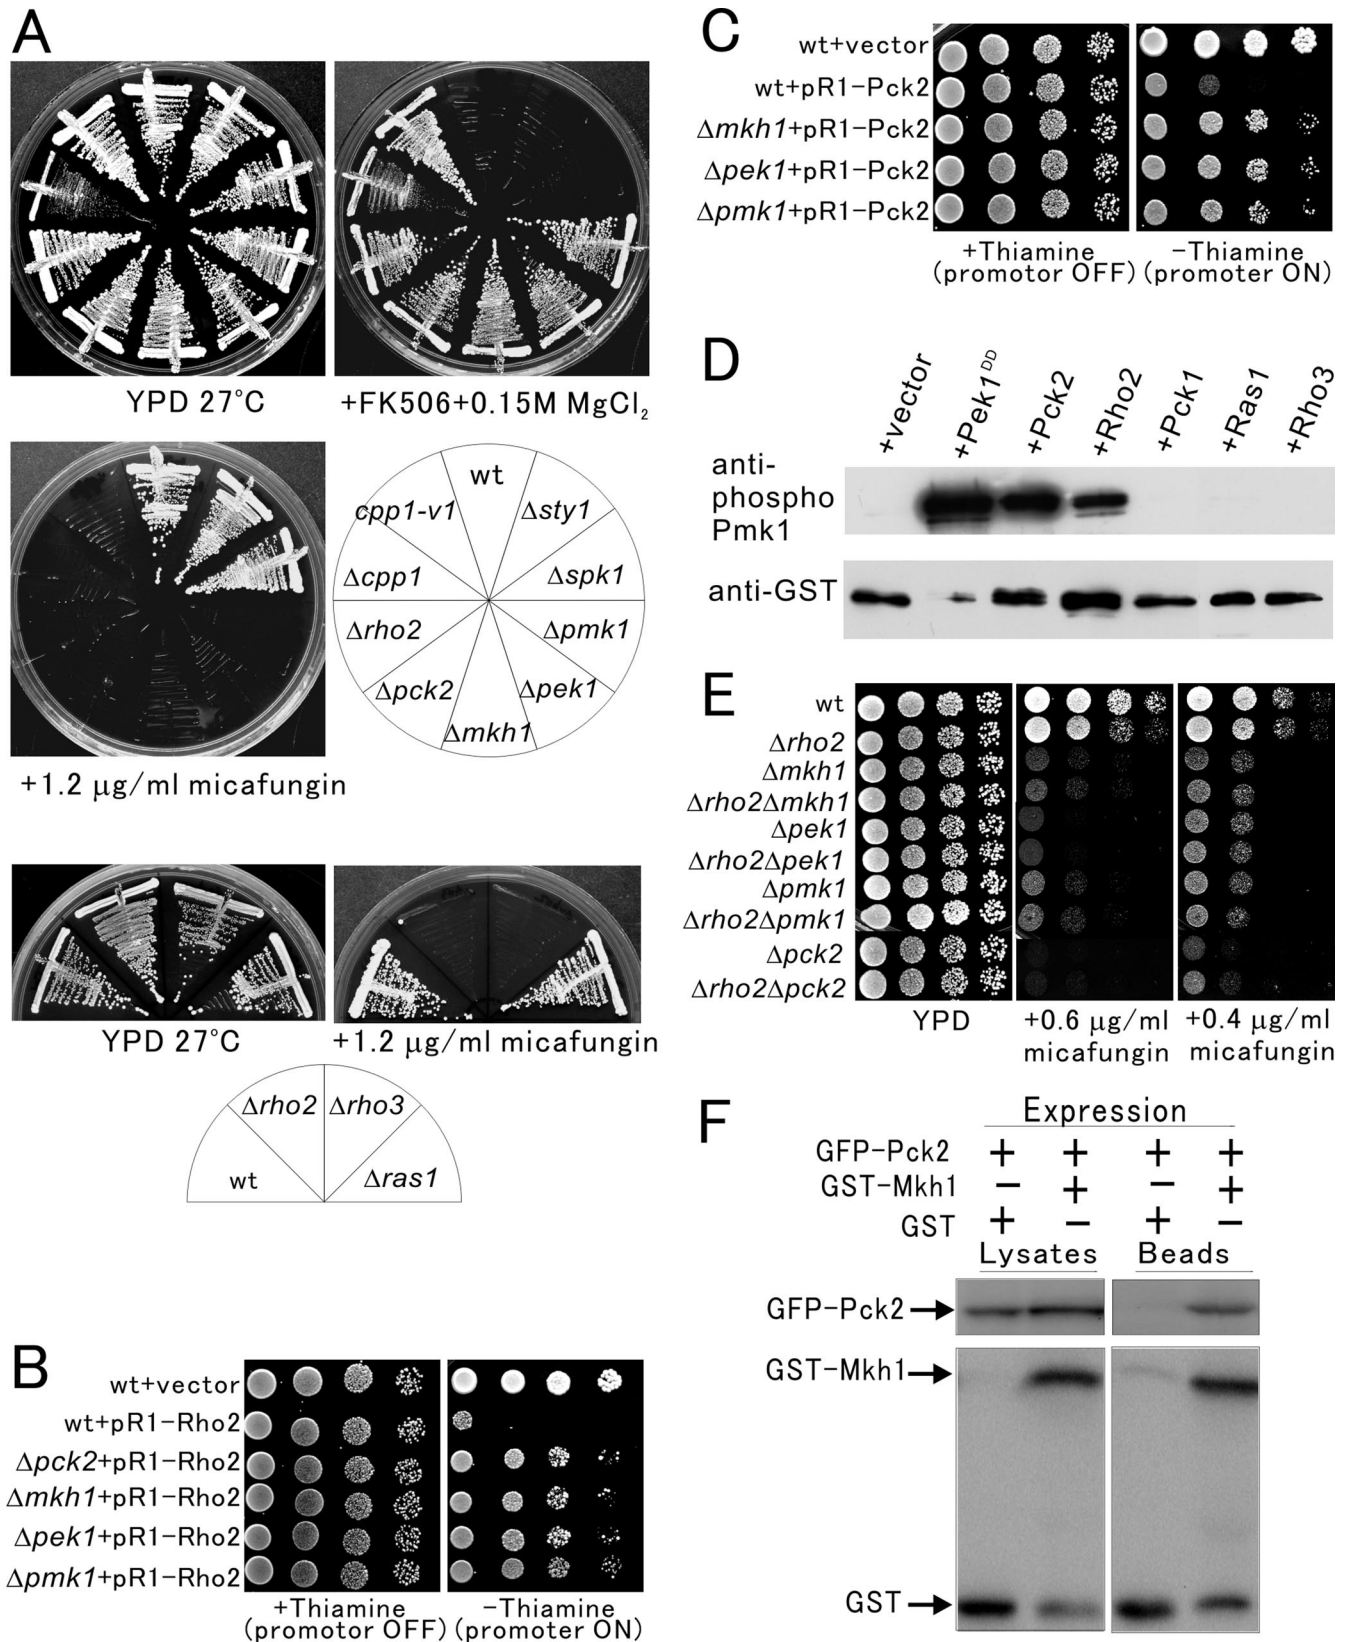 A
YPD 27°C
+FK506+0.15M MgCl₂
wt
Δsty1
Δspk1
Δpmk1
Δpek1
Δmkh1
Δpck2
Δrho2
Δcpp1
cpp1-v1
+1.2 μg/ml micafungin
YPD 27°C
+1.2 μg/ml micafungin
Δrho2
Δrho3
wt
Δras1
B
wt+vector
wt+pR1-Rho2
Δpck2+pR1-Rho2
Δmkh1+pR1-Rho2
Δpek1+pR1-Rho2
Δpmk1+pR1-Rho2
+Thiamine
(promotor OFF)
-Thiamine
(promoter ON)
C
wt+vector
wt+pR1-Pck2
Δmkh1+pR1-Pck2
Δpek1+pR1-Pck2
Δpmk1+pR1-Pck2
+Thiamine
(promotor OFF)
-Thiamine
(promoter ON)
D
+vector
+Pek1ᴰᴰ
+Pck2
+Rho2
+Pck1
+Ras1
+Rho3
anti-
phospho
Pmk1
anti-GST
E
wt
Δrho2
Δmkh1
Δrho2Δmkh1
Δpek1
Δrho2Δpek1
Δpmk1
Δrho2Δpmk1
Δpck2
Δrho2Δpck2
YPD
+0.6 μg/ml
micafungin
+0.4 μg/ml
micafungin
F
Expression
GFP-Pck2 + + + +
GST-Mkh1 - + - +
GST + - + -
Lysates Beads
GFP-Pck2
GST-Mkh1
GST